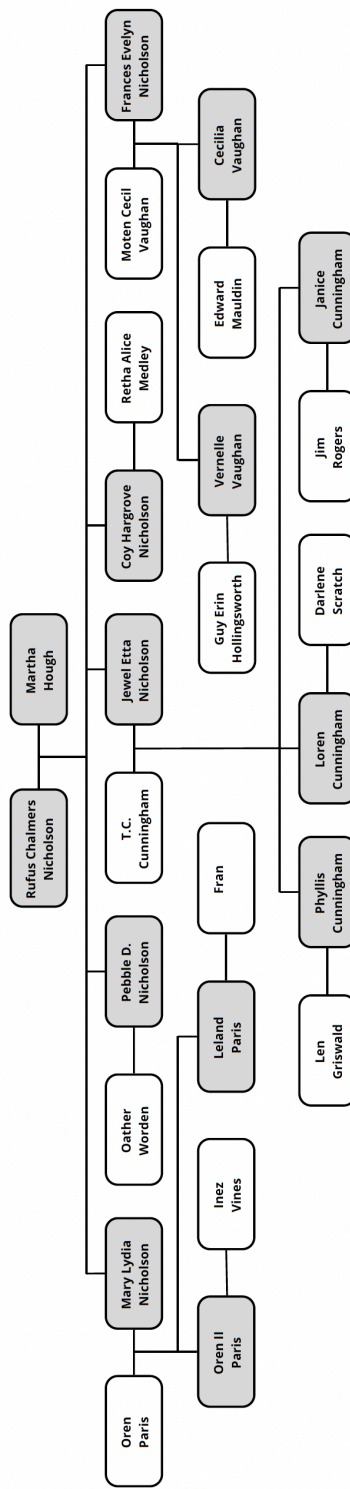 Rufus Chalmers
Nicholson
Martha
Hough
Oren
Paris
Mary Lydia
Nicholson
Oather
Worden
Pebble D.
Nicholson
T.C.
Cunningham
Jewel Etta
Nicholson
Coy Hargrove
Nicholson
Retha Alice
Medley
Moten Cecil
Vaughan
Frances Evelyn
Nicholson
Oren II
Paris
Inez
Vines
Leland
Paris
Fran
Guy Erin
Hollingsworth
Vernelle
Vaughan
Edward
Mauldin
Cecilia
Vaughan
Len
Griswald
Phyllis
Cunningham
Loren
Cunningham
Darlene
Scratch
Jim
Rogers
Janice
Cunningham